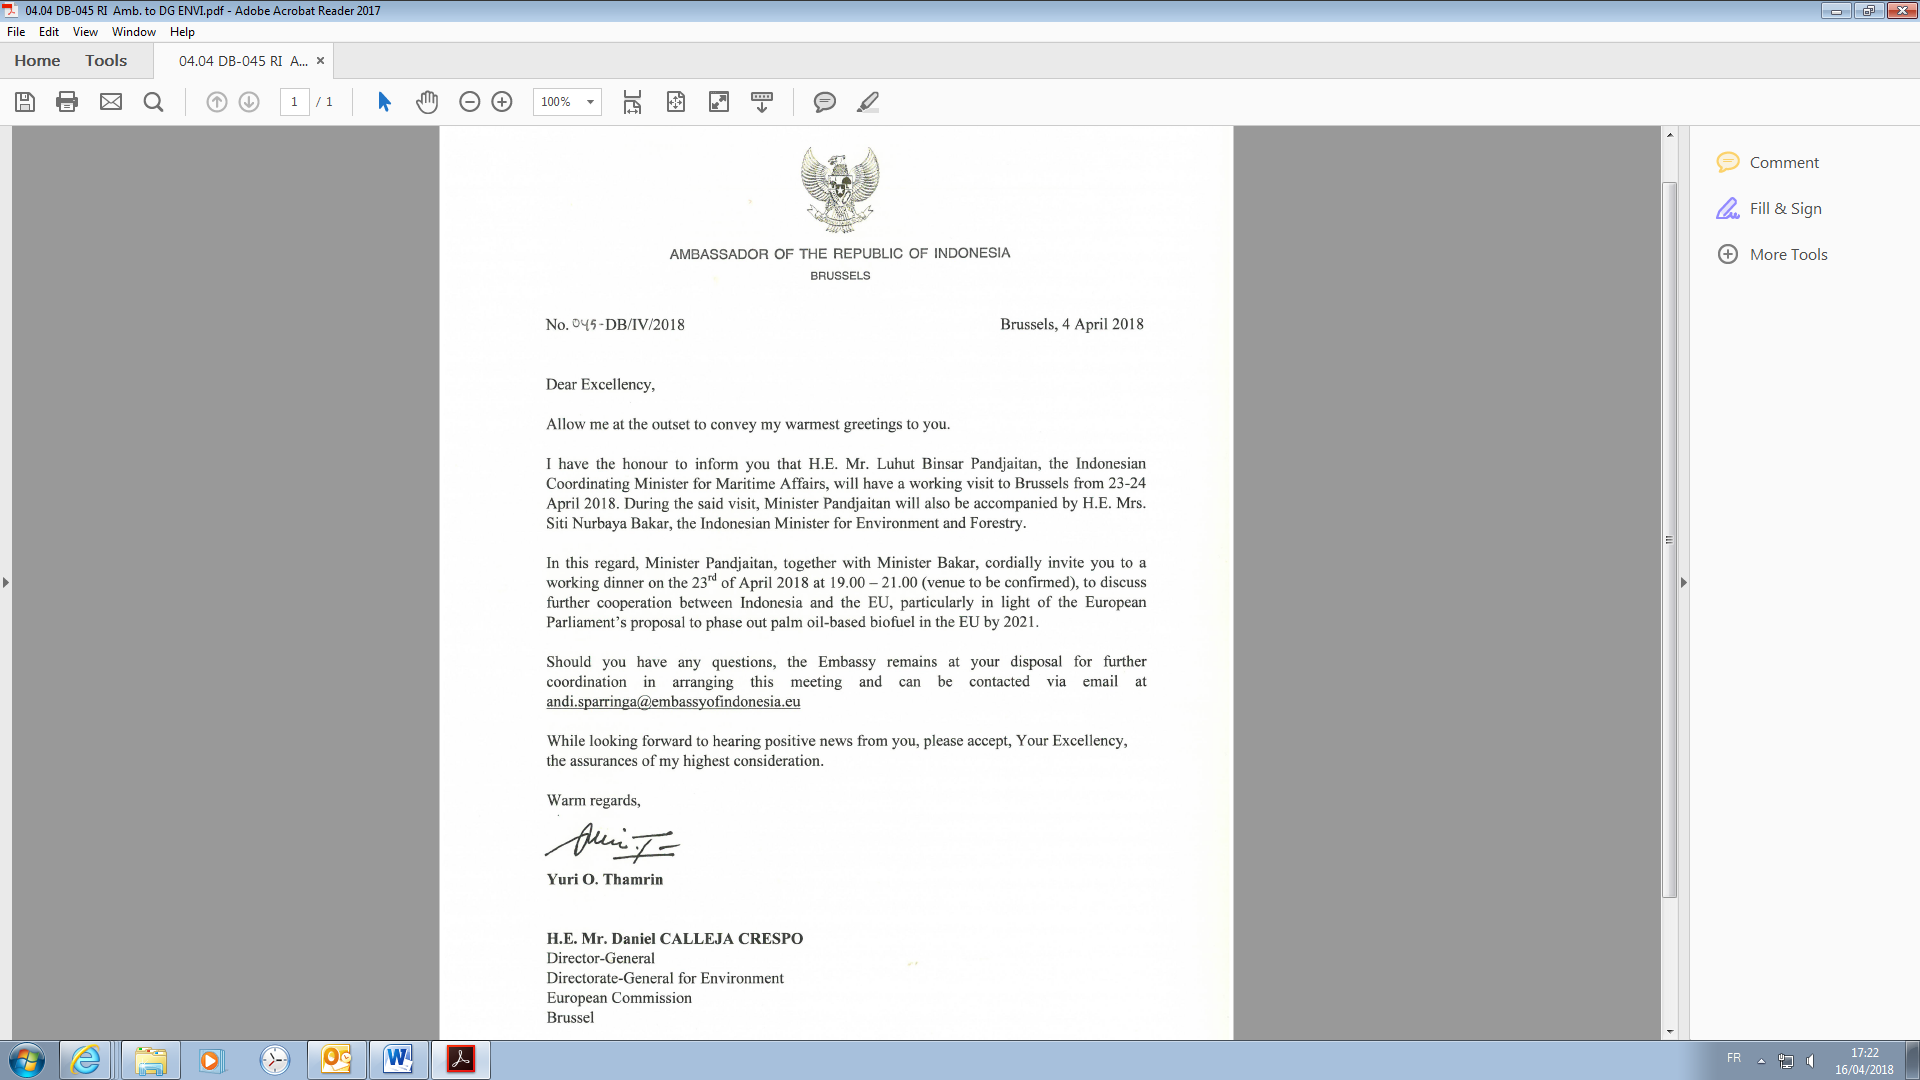 04.04 DB-045 RI  Amb. to DG ENVI.pdf - Adobe Acrobat Reader 2017
File Edit View Window Help
Home Tools 04.04 DB-045 RI  A... ×
1 / 1 100%
Comment
Fill & Sign
More Tools
AMBASSADOR OF THE REPUBLIC OF INDONESIA
BRUSSELS
No. 045-DB/IV/2018 Brussels, 4 April 2018
Dear Excellency,
Allow me at the outset to convey my warmest greetings to you.
I have the honour to inform you that H.E. Mr. Luhut Binsar Pandjaitan, the Indonesian
Coordinating Minister for Maritime Affairs, will have a working visit to Brussels from 23-24
April 2018. During the said visit, Minister Pandjaitan will also be accompanied by H.E. Mrs.
Siti Nurbaya Bakar, the Indonesian Minister for Environment and Forestry.
In this regard, Minister Pandjaitan, together with Minister Bakar, cordially invite you to a
working dinner on the 23rd of April 2018 at 19.00 – 21.00 (venue to be confirmed), to discuss
further cooperation between Indonesia and the EU, particularly in light of the European
Parliament's proposal to phase out palm oil-based biofuel in the EU by 2021.
Should you have any questions, the Embassy remains at your disposal for further
coordination in arranging this meeting and can be contacted via email at
andi.sparringa@embassyofindonesia.eu
While looking forward to hearing positive news from you, please accept, Your Excellency,
the assurances of my highest consideration.
Warm regards,
Yuri O. Thamrin
H.E. Mr. Daniel CALLEJA CRESPO
Director-General
Directorate-General for Environment
European Commission
Brussel
FR 17:22
16/04/2018